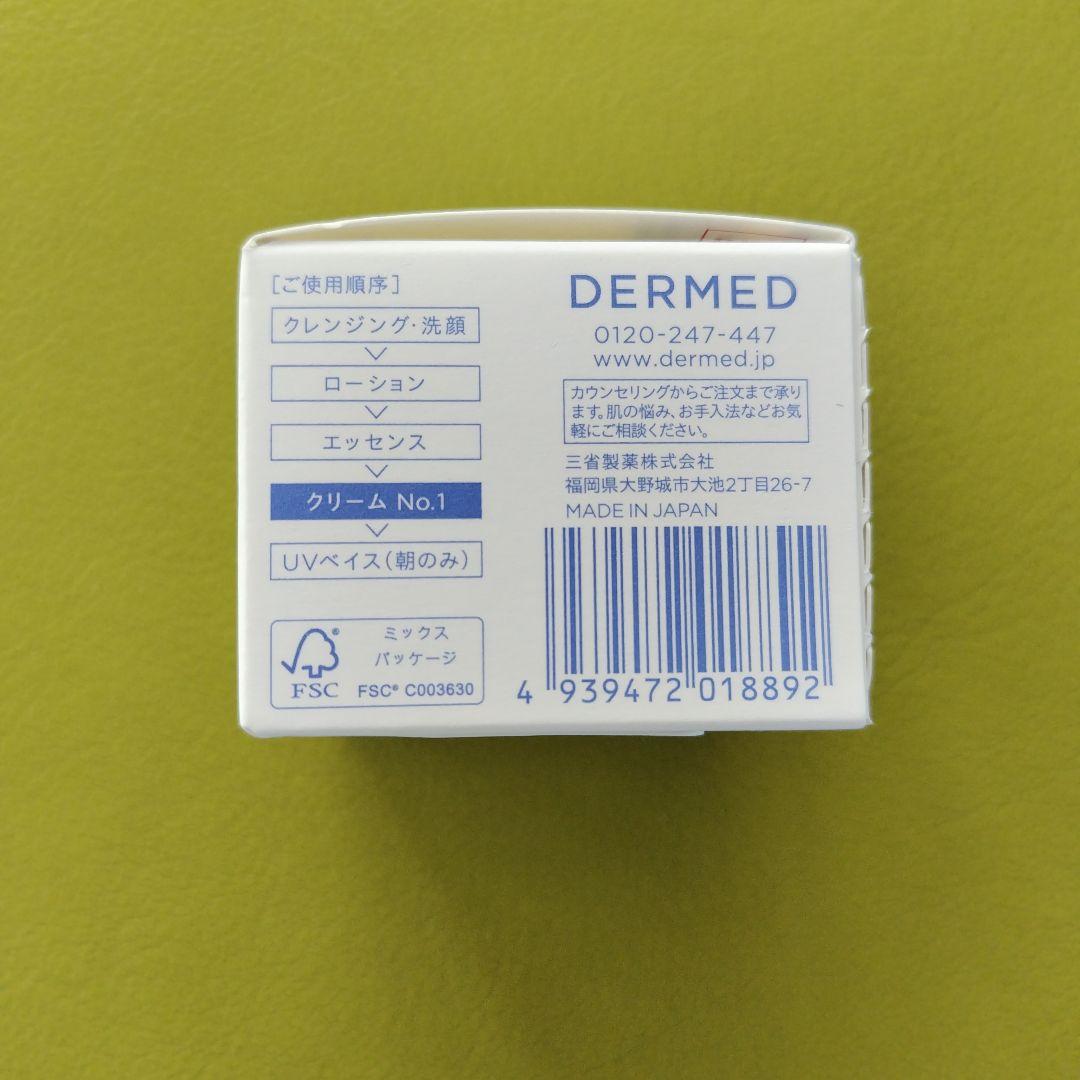 [ご使用順序]
クレンジング・洗顔
ローション
エッセンス
クリーム No.1
UVベイス(朝のみ)
FSC®
ミックス
パッケージ
FSC® C003630
DERMED
0120-247-447
www.dermed.jp
カウンセリングからご注文まで承り
ます。肌の悩み、お手入法などお気
軽にご相談ください。
三省製薬株式会社
福岡県大野城市大池2丁目26-7
MADE IN JAPAN
4 939472 018892